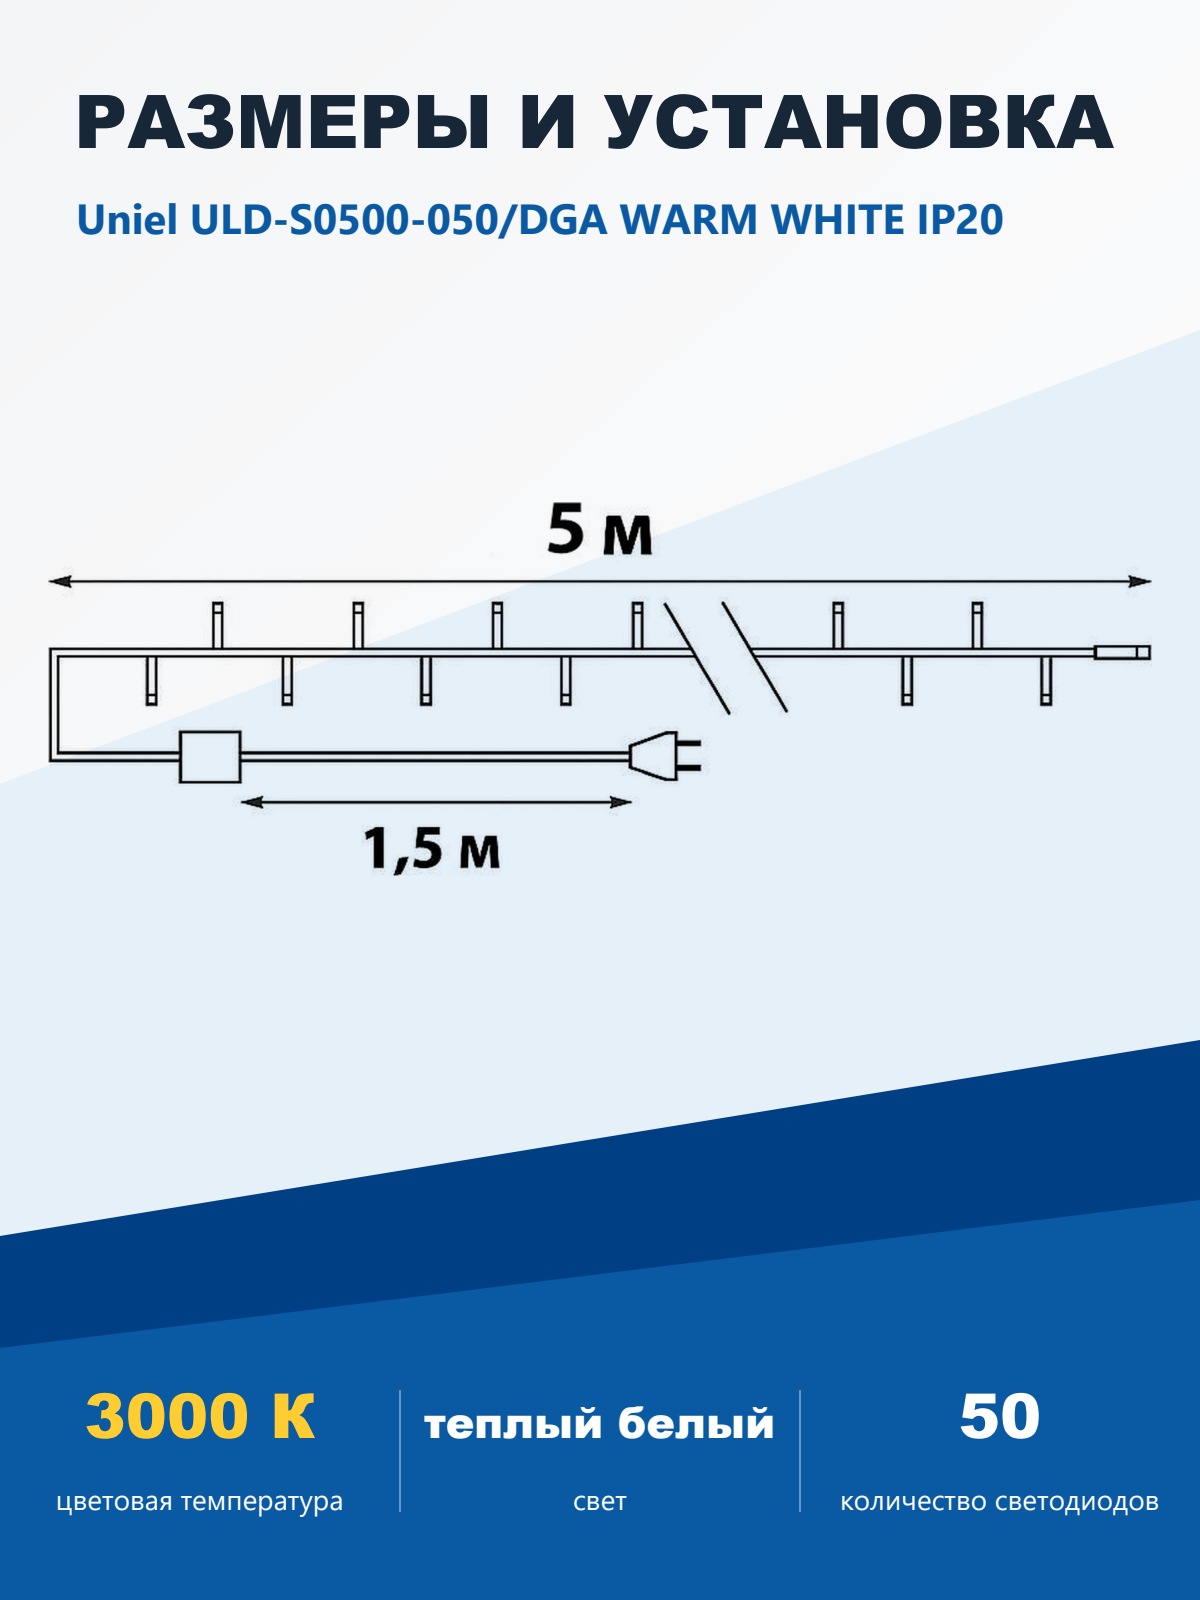 РАЗМЕРЫ И УСТАНОВКА
Uniel ULD-S0500-050/DGA WARM WHITE IP20
5 м
1,5 м
3000 К
цветовая температура
теплый белый
свет
50
количество светодиодов